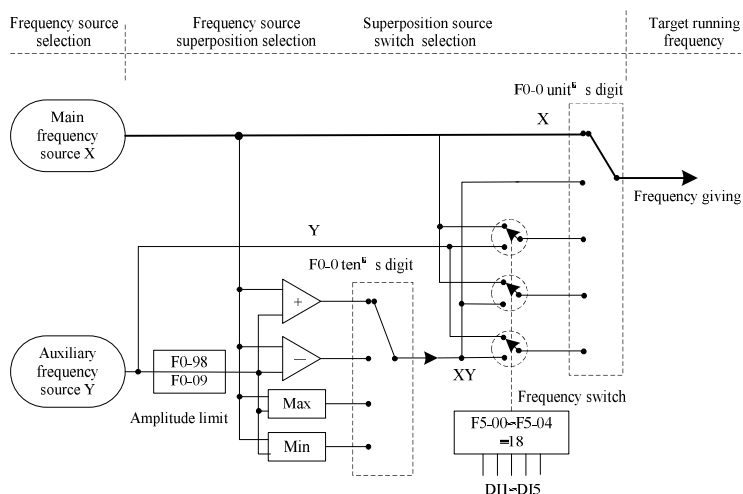 Frequency source
selection
Frequency source
superposition selection
Superposition source
switch selection
Target running
frequency
F0-0 unit s digit
Main
frequency
source X
X
Frequency giving
Y
F0-0 ten s digit
+
Auxiliary
frequency
source Y
F0-98
F0-09
—
XY
Amplitude limit
Max
Min
Frequency switch
F5-00~F5-04
=18
DI1~DI5